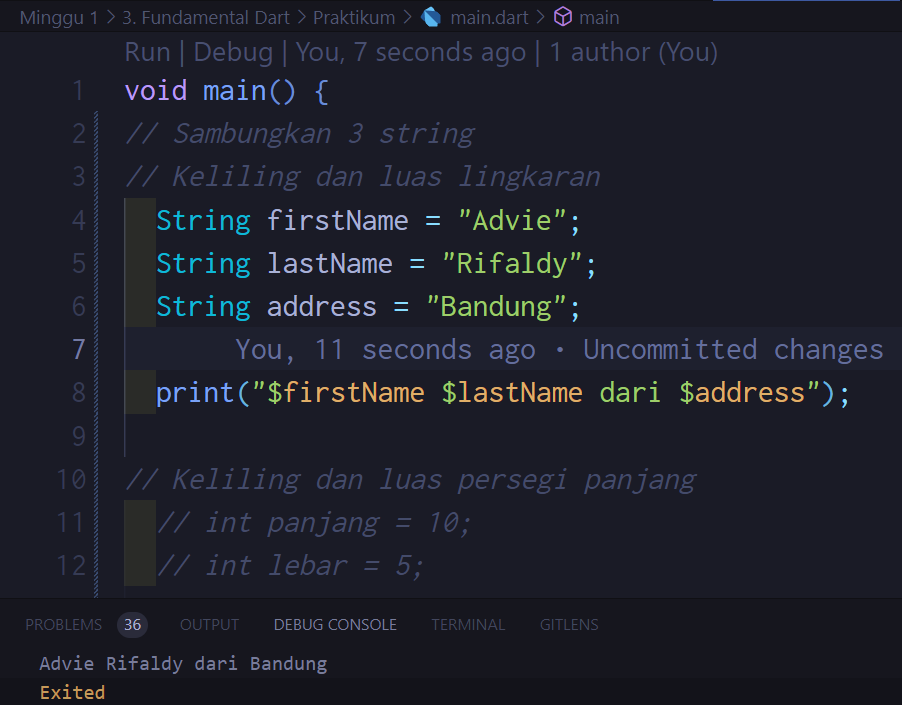 Minggu 1 > 3. Fundamental Dart > Praktikum > main.dart > main
Run | Debug | You, 7 seconds ago | 1 author (You)
1 void main() {
2 // Sambungkan 3 string
3 // Keliling dan luas lingkaran
4 String firstName = "Advie";
5 String lastName = "Rifaldy";
6 String address = "Bandung";
7 You, 11 seconds ago • Uncommitted changes
8 print("$firstName $lastName dari $address");
9
10 // Keliling dan luas persegi panjang
11 // int panjang = 10;
12 // int lebar = 5;
PROBLEMS 36 OUTPUT DEBUG CONSOLE TERMINAL GITLENS
Advie Rifaldy dari Bandung
Exited